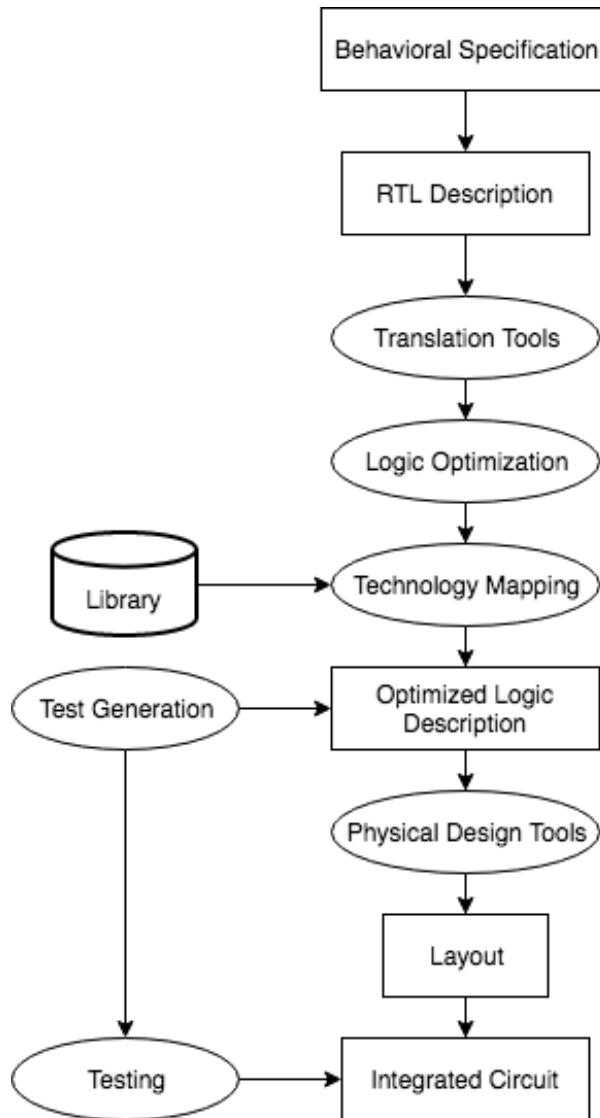 Behavioral Specification
RTL Description
Translation Tools
Logic Optimization
Library
Technology Mapping
Test Generation
Optimized Logic
Description
Physical Design Tools
Layout
Testing
Integrated Circuit